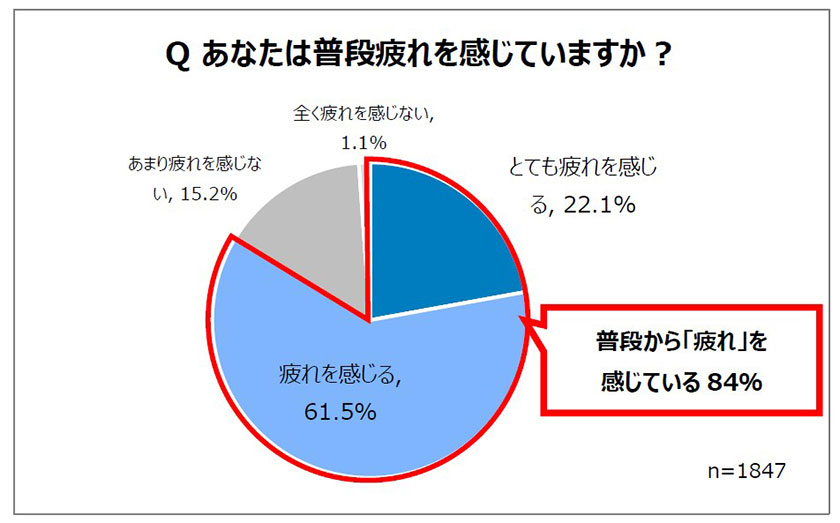 Q あなたは普段疲れを感じていますか？
全く疲れを感じない,
1.1%
あまり疲れを感じな
い, 15.2%
とても疲れを感じ
る, 22.1%
疲れを感じる,
61.5%
普段から「疲れ」を
感じている 84%
n=1847